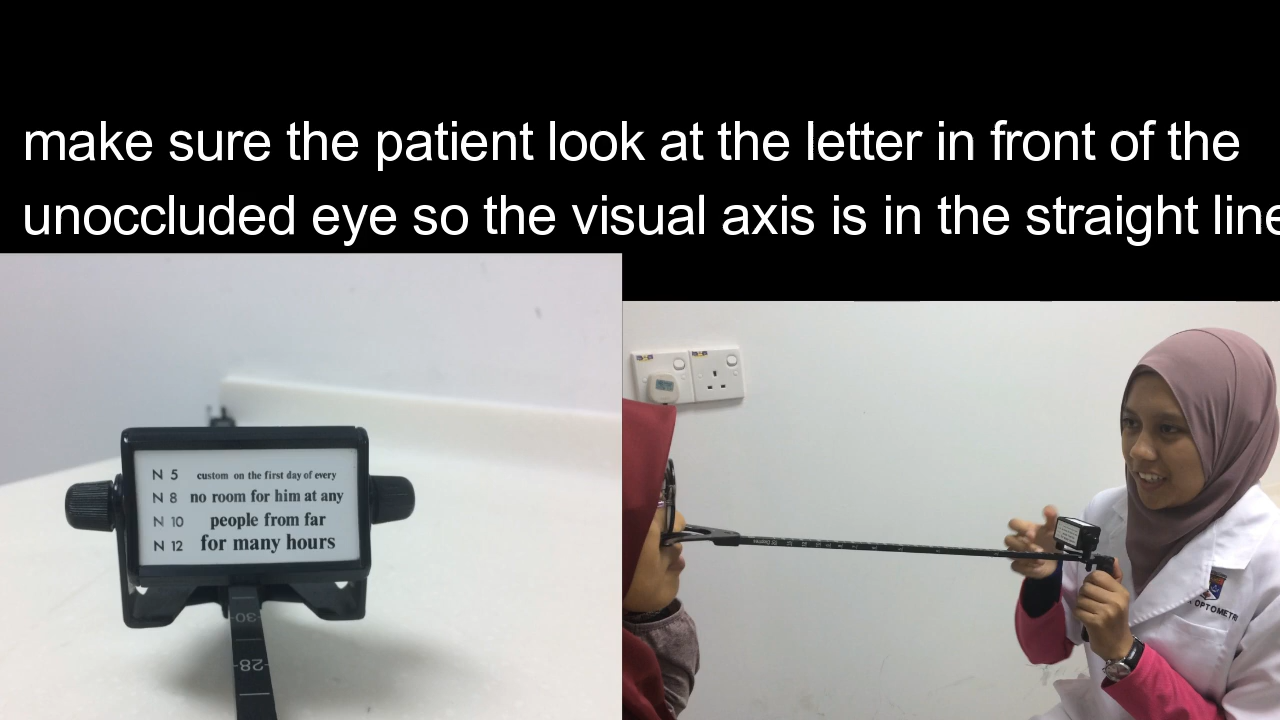 make sure the patient look at the letter in front of the
unoccluded eye so the visual axis is in the straight line
N 5 custom on the first day of every
N 8 no room for him at any
N 10 people from far
N 12 for many hours
30
28
OPTOMETRI